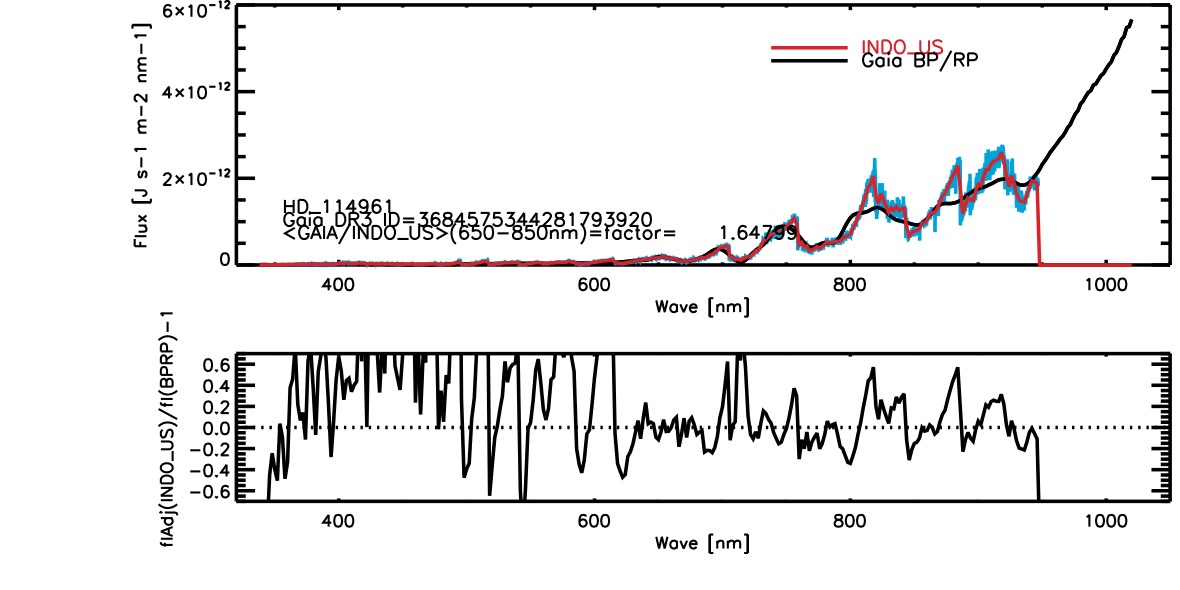 6×10−12
4×10−12
2×10−12
0
Flux [J s−1 m−2 nm−1]
INDO_US
Gaia BP/RP
HD_114961
Gaia DR3_ID=3684575344281793920
<GAIA/INDO_US>(650−850nm)=factor= 1.64799
400 600 800 1000
Wave [nm]
flAdj(INDO_US)/fl(BPRP)−1
0.6
0.4
0.2
0.0
−0.2
−0.4
−0.6
400 600 800 1000
Wave [nm]